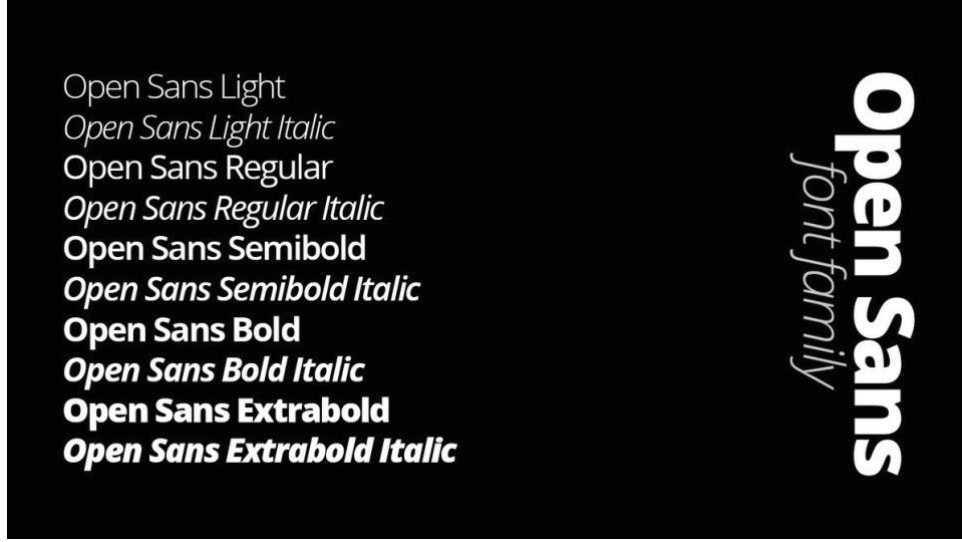 Open Sans Light
Open Sans Light Italic
Open Sans Regular
Open Sans Regular Italic
Open Sans Semibold
Open Sans Semibold Italic
Open Sans Bold
Open Sans Bold Italic
Open Sans Extrabold
Open Sans Extrabold Italic
Open Sans
font family